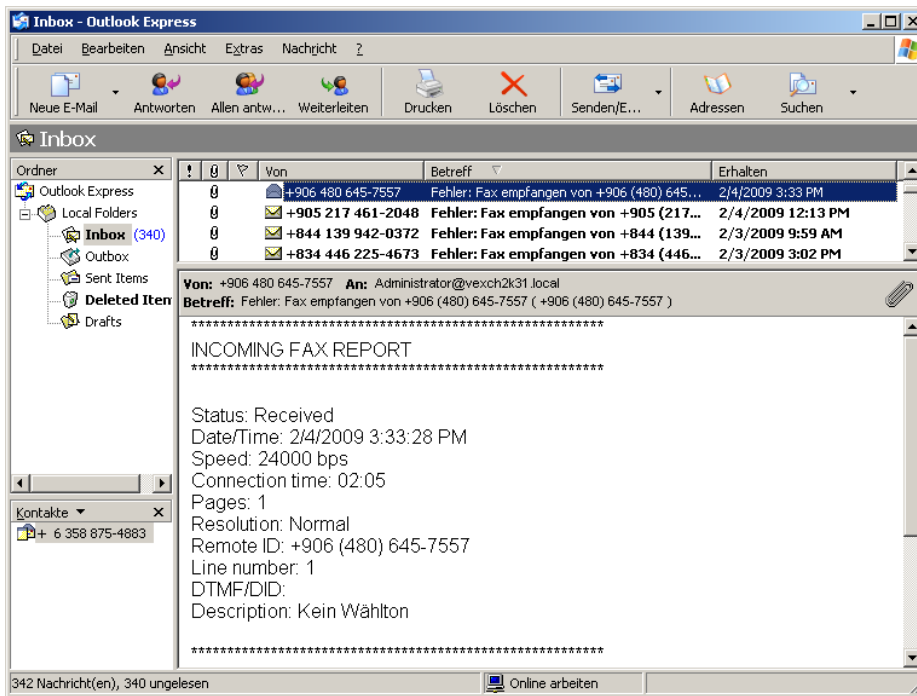 Inbox - Outlook Express
Datei Bearbeiten Ansicht Extras Nachricht ?
Neue E-Mail Antworten Allen antw... Weiterleiten Drucken Löschen Senden/E... Adressen Suchen
Inbox
Ordner
Outlook Express
Local Folders
Inbox (340)
Outbox
Sent Items
Deleted Iten
Drafts
Kontakte
+ 6 358 875-4883
! Von Betreff Erhalten
+906 480 645-7557 Fehler: Fax empfangen von +906 (480) 645... 2/4/2009 3:33 PM
+905 217 461-2048 Fehler: Fax empfangen von +905 (217... 2/4/2009 12:13 PM
+844 139 942-0372 Fehler: Fax empfangen von +844 (139... 2/3/2009 9:59 AM
+834 446 225-4673 Fehler: Fax empfangen von +834 (446... 2/3/2009 3:02 PM
Von: +906 480 645-7557 An: Administrator@vexch2k31.local
Betreff: Fehler: Fax empfangen von +906 (480) 645-7557 ( +906 (480) 645-7557 )
*********************************************************
INCOMING FAX REPORT
*********************************************************
Status: Received
Date/Time: 2/4/2009 3:33:28 PM
Speed: 24000 bps
Connection time: 02:05
Pages: 1
Resolution: Normal
Remote ID: +906 (480) 645-7557
Line number: 1
DTMF/DID:
Description: Kein Wählton
*********************************************************
342 Nachricht(en), 340 ungelesen
Online arbeiten